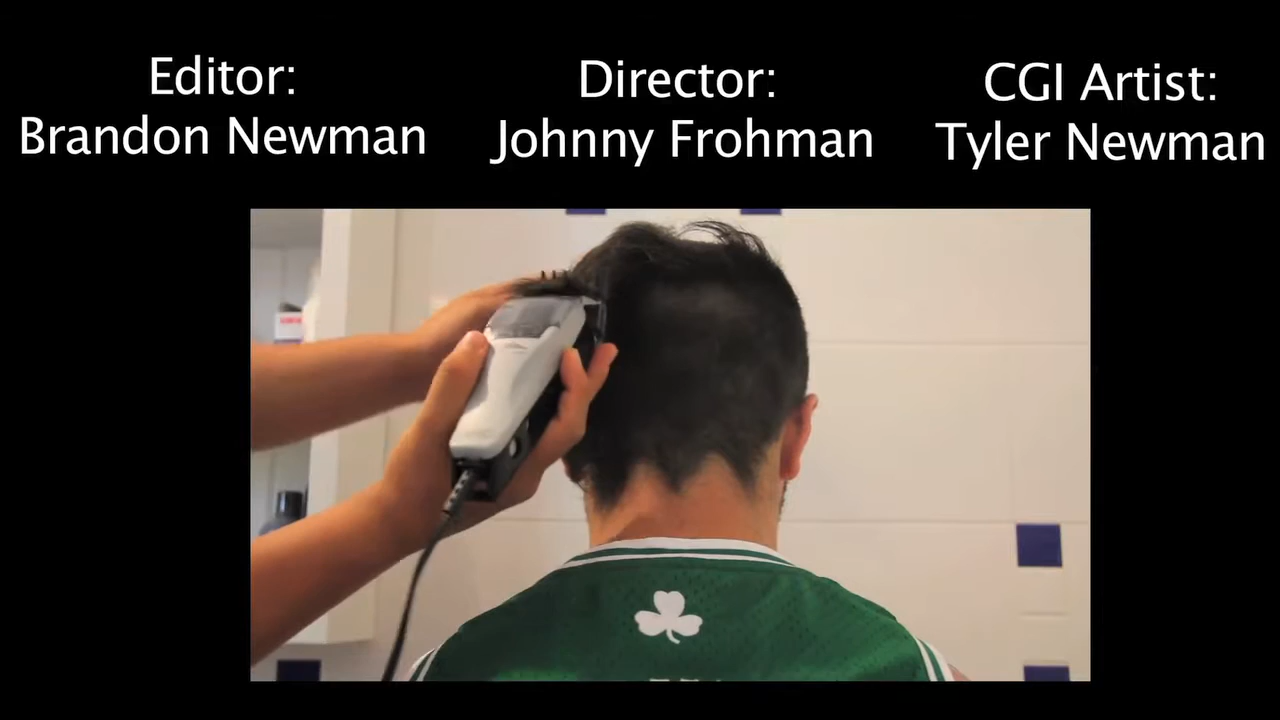 Editor:
Brandon Newman
Director:
Johnny Frohman
CGI Artist:
Tyler Newman